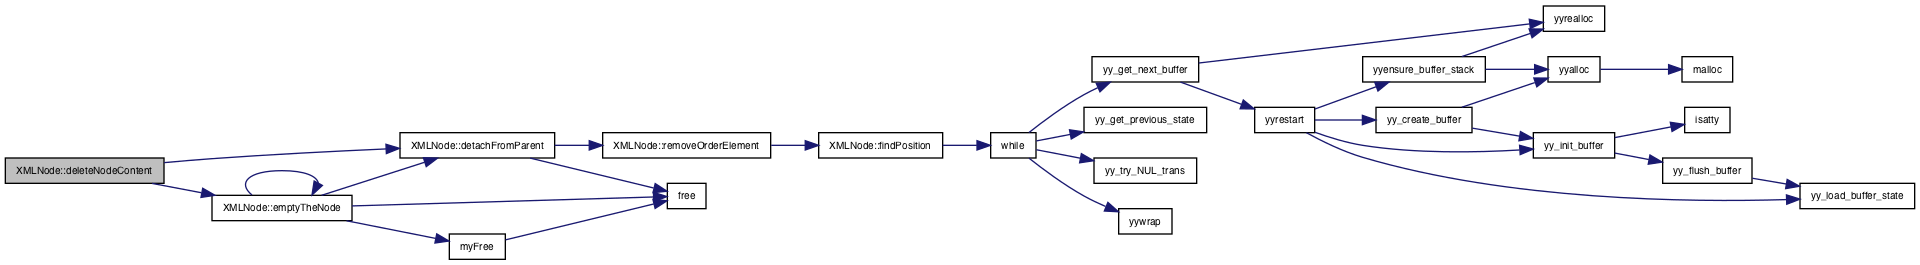 XMLNode::deleteNodeContent
XMLNode::emptyTheNode
XMLNode::detachFromParent
myFree
XMLNode::removeOrderElement
free
XMLNode::findPosition
while
yy_get_next_buffer
yy_get_previous_state
yy_try_NUL_trans
yywrap
yyrestart
yyensure_buffer_stack
yy_create_buffer
yyrealloc
yyalloc
yy_init_buffer
malloc
isatty
yy_flush_buffer
yy_load_buffer_state